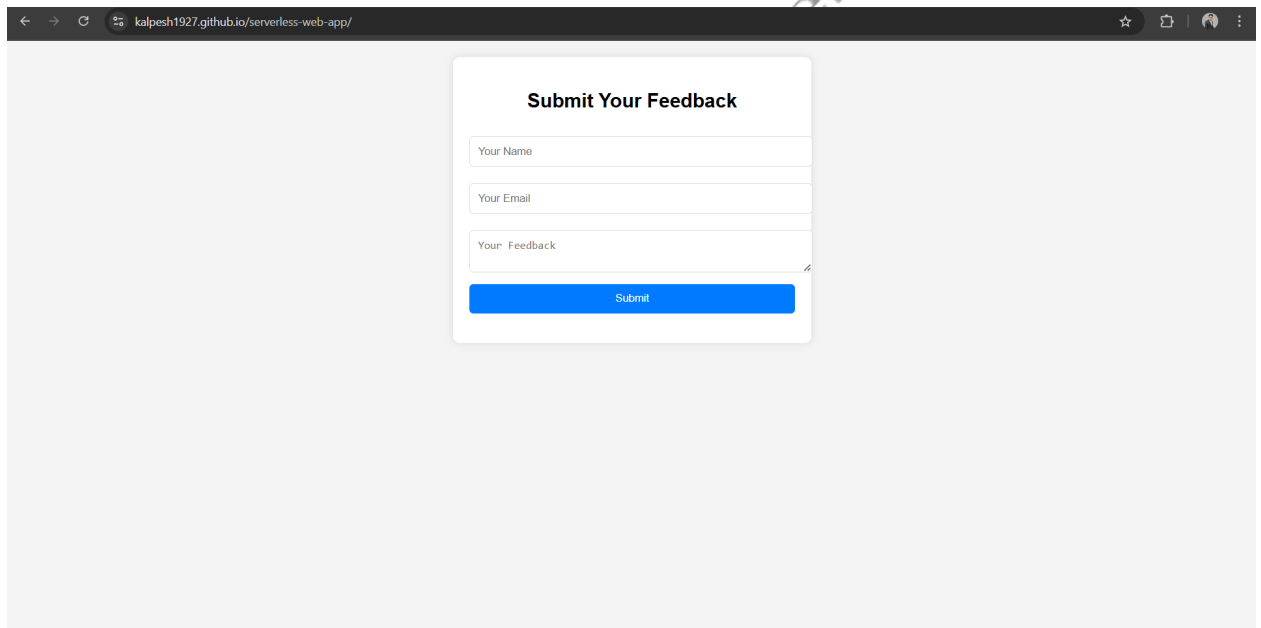 kalpesh1927.github.io/serverless-web-app/
Submit Your Feedback
Your Name
Your Email
Your Feedback
Submit